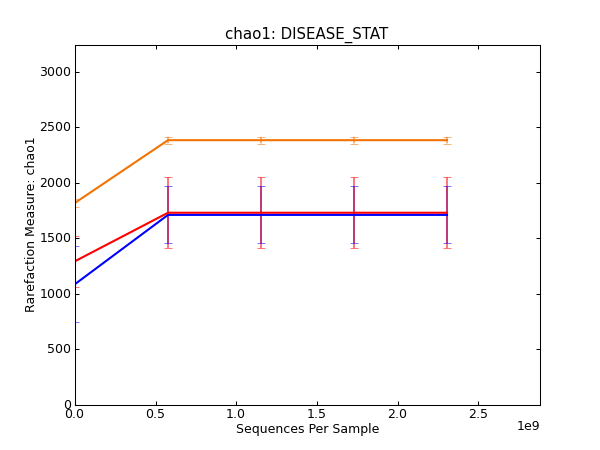 chao1: DISEASE_STAT
Rarefaction Measure: chao1
3000
2500
2000
1500
1000
500
0
0.0 0.5 1.0 1.5 2.0 2.5
1e9
Sequences Per Sample